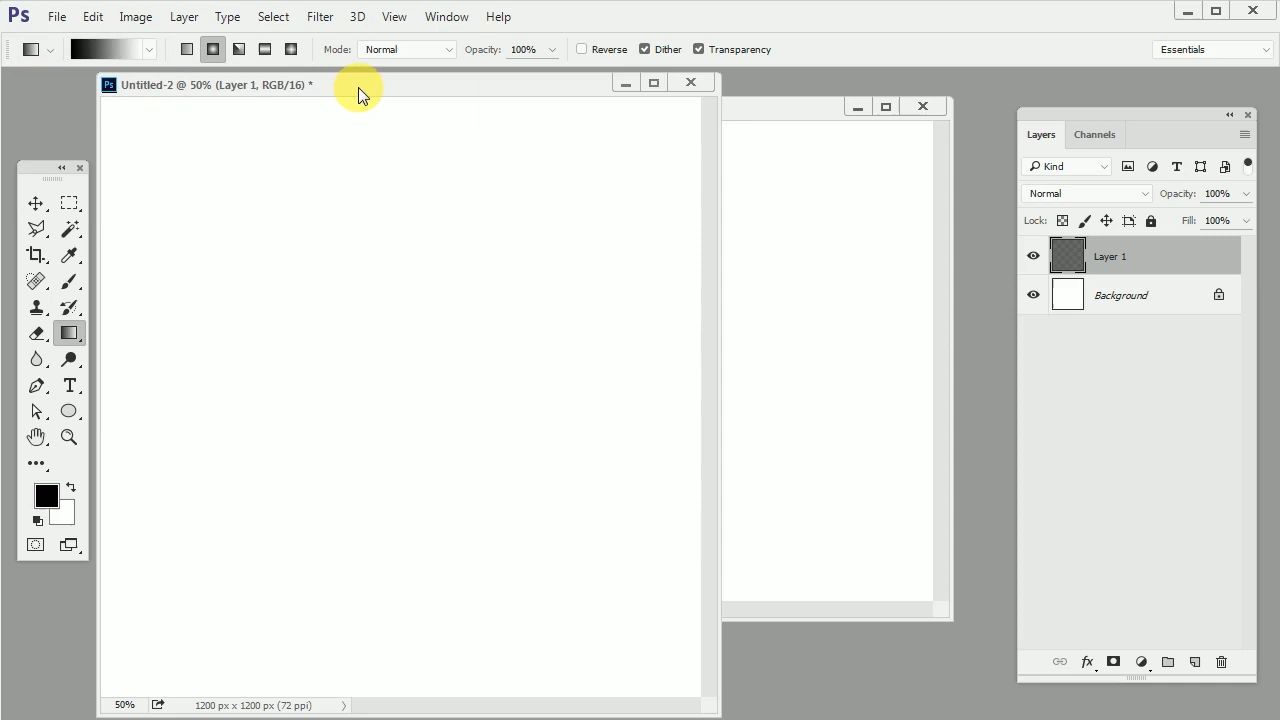 Ps File Edit Image Layer Type Select Filter 3D View Window Help
Mode: Normal Opacity: 100% Reverse Dither Transparency Essentials
Ps Untitled-2 @ 50% (Layer 1, RGB/16) *
Layers Channels
Kind
Normal Opacity: 100%
Lock: Fill: 100%
Layer 1
Background
50% 1200 px x 1200 px (72 ppi)